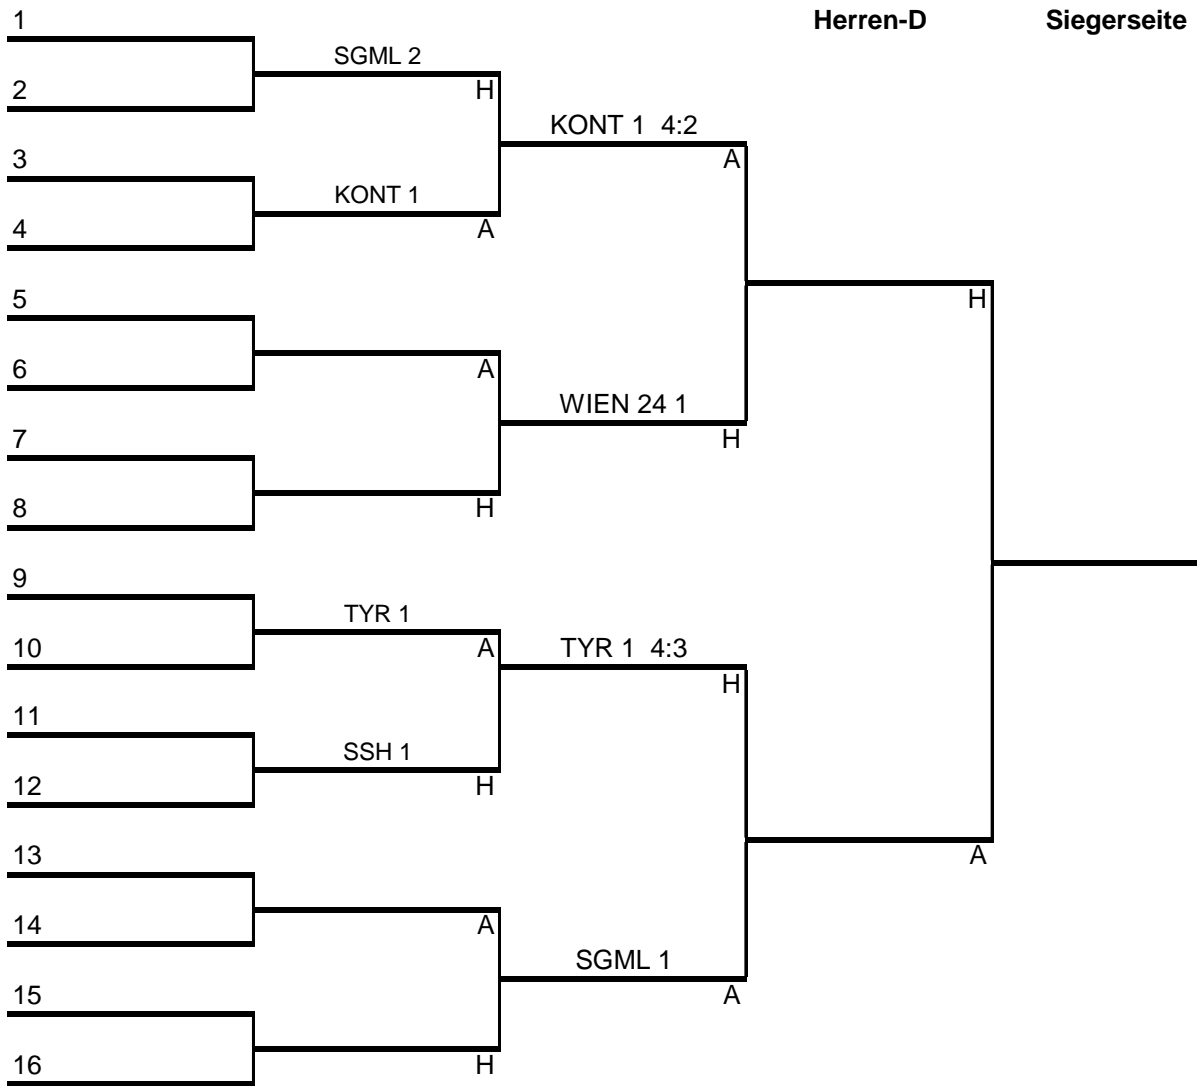 1 Herren-D Siegerseite
SGML 2
2 H
KONT 1 4:2
3 A
KONT 1
4 A
5 H
6 A
WIEN 24 1
7 H
8 H
9
TYR 1
10 A TYR 1 4:3
H
11
SSH 1
12 H
13 A
14 A
SGML 1
15 A
16 H